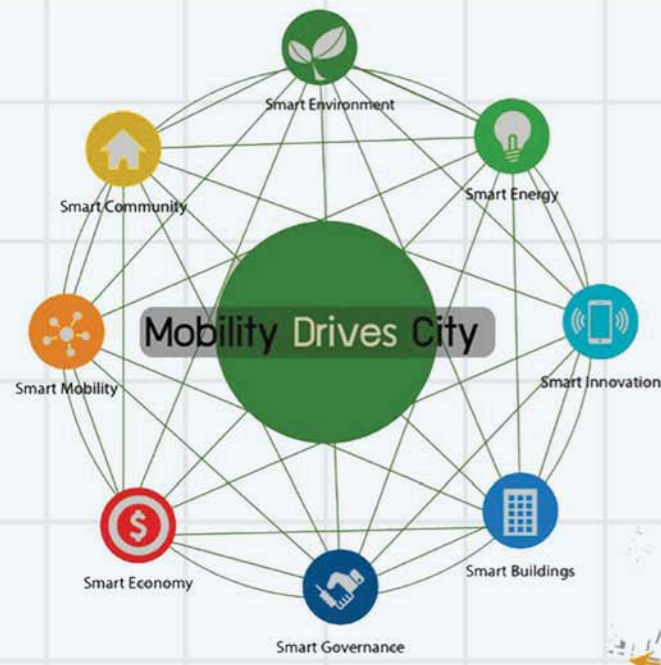 Smart Environment
Smart Community
Smart Energy
Mobility Drives City
Smart Innovation
Smart Mobility
$
Smart Buildings
Smart Economy
Smart Governance